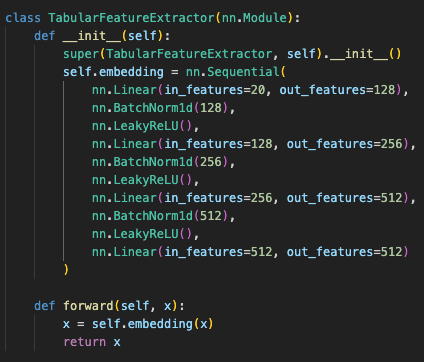 class TabularFeatureExtractor(nn.Module):
    def __init__(self):
        super(TabularFeatureExtractor, self).__init__()
        self.embedding = nn.Sequential(
            nn.Linear(in_features=20, out_features=128),
            nn.BatchNorm1d(128),
            nn.LeakyReLU(),
            nn.Linear(in_features=128, out_features=256),
            nn.BatchNorm1d(256),
            nn.LeakyReLU(),
            nn.Linear(in_features=256, out_features=512),
            nn.BatchNorm1d(512),
            nn.LeakyReLU(),
            nn.Linear(in_features=512, out_features=512)
        )
    def forward(self, x):
        x = self.embedding(x)
        return x